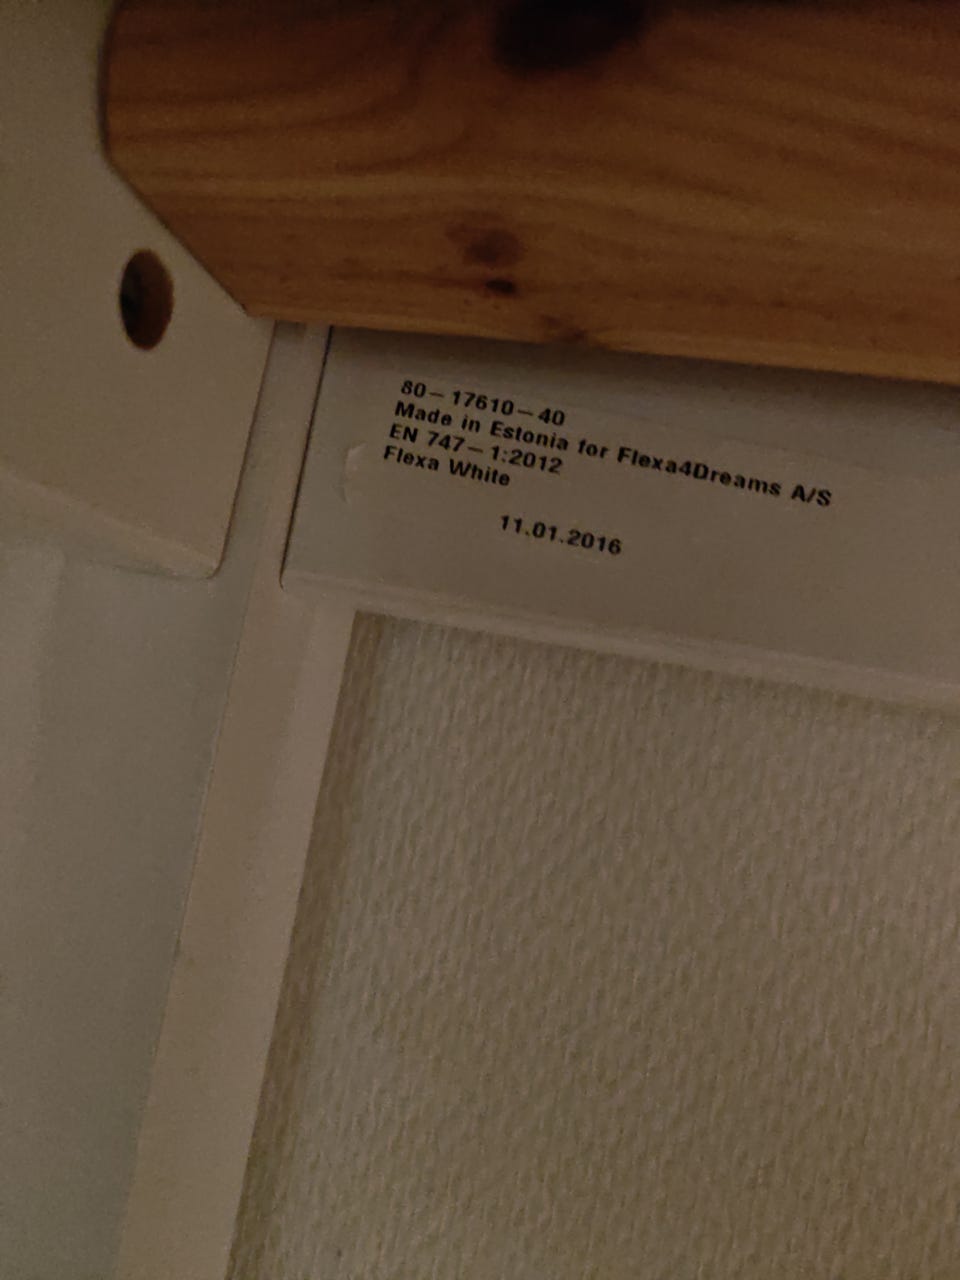 80-17610-40
Made in Estonia for Flexa4Dreams A/S
EN 747-1:2012
Flexa White
11.01.2016